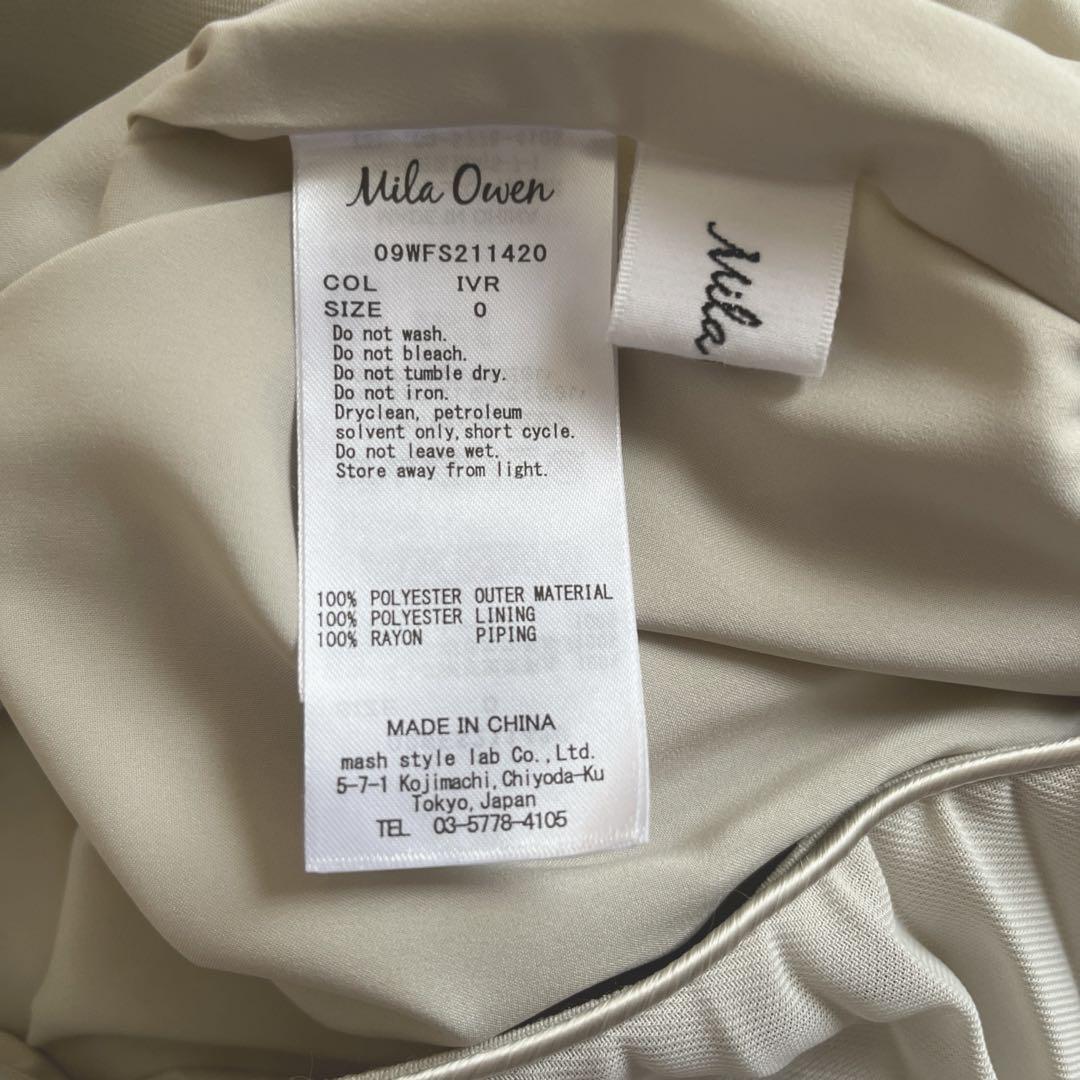 Mila Owen
09WFS211420
COL IVR
SIZE 0
Do not wash.
Do not bleach.
Do not tumble dry.
Do not iron.
Dryclean, petroleum
solvent only, short cycle.
Do not leave wet.
Store away from light.
100% POLYESTER OUTER MATERIAL
100% POLYESTER LINING
100% RAYON PIPING
MADE IN CHINA
mash style lab Co., Ltd.
5-7-1 Kojimachi, Chiyoda-Ku
Tokyo, Japan
TEL 03-5778-4105
Mila